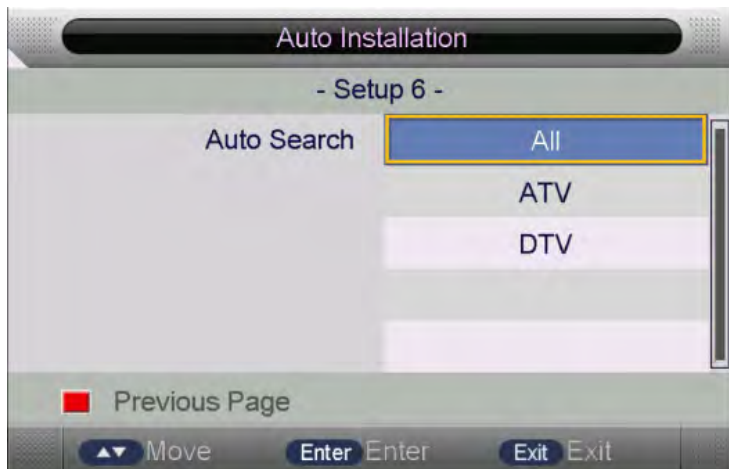 Auto Installation
- Setup 6 -
Auto Search All
ATV
DTV
Previous Page
Move Enter Enter Exit Exit